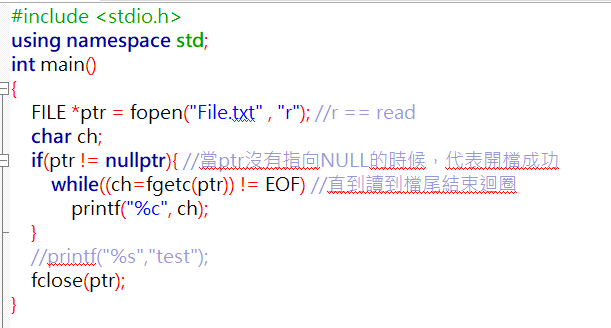 #include <stdio.h>
using namespace std;
int main()
{
FILE *ptr = fopen("File.txt" , "r"); //r == read
char ch;
if(ptr != nullptr){ //當ptr沒有指向NULL的時候，代表開檔成功
while((ch=fgetc(ptr)) != EOF) //直到讀到檔尾結束迴圈
printf("%c", ch);
}
//printf("%s","test");
fclose(ptr);
}